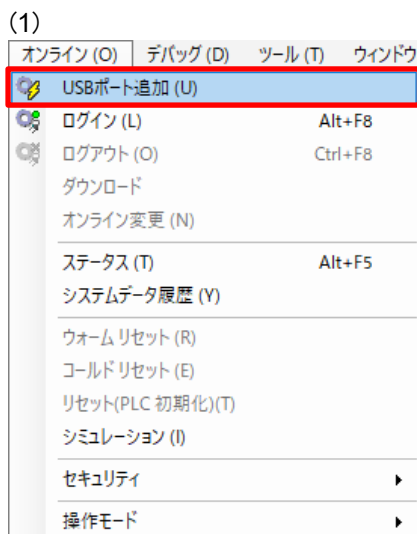 (1)
オンライン (O) デバッグ (D) ツール (T) ウィンドウ
USBポート追加 (U)
ログイン (L) Alt+F8
ログアウト (O) Ctrl+F8
ダウンロード
オンライン変更 (N)
ステータス (T) Alt+F5
システムデータ履歴 (Y)
ウォーム リセット (R)
コールド リセット (E)
リセット(PLC 初期化)(T)
シミュレーション (I)
セキュリティ
操作モード